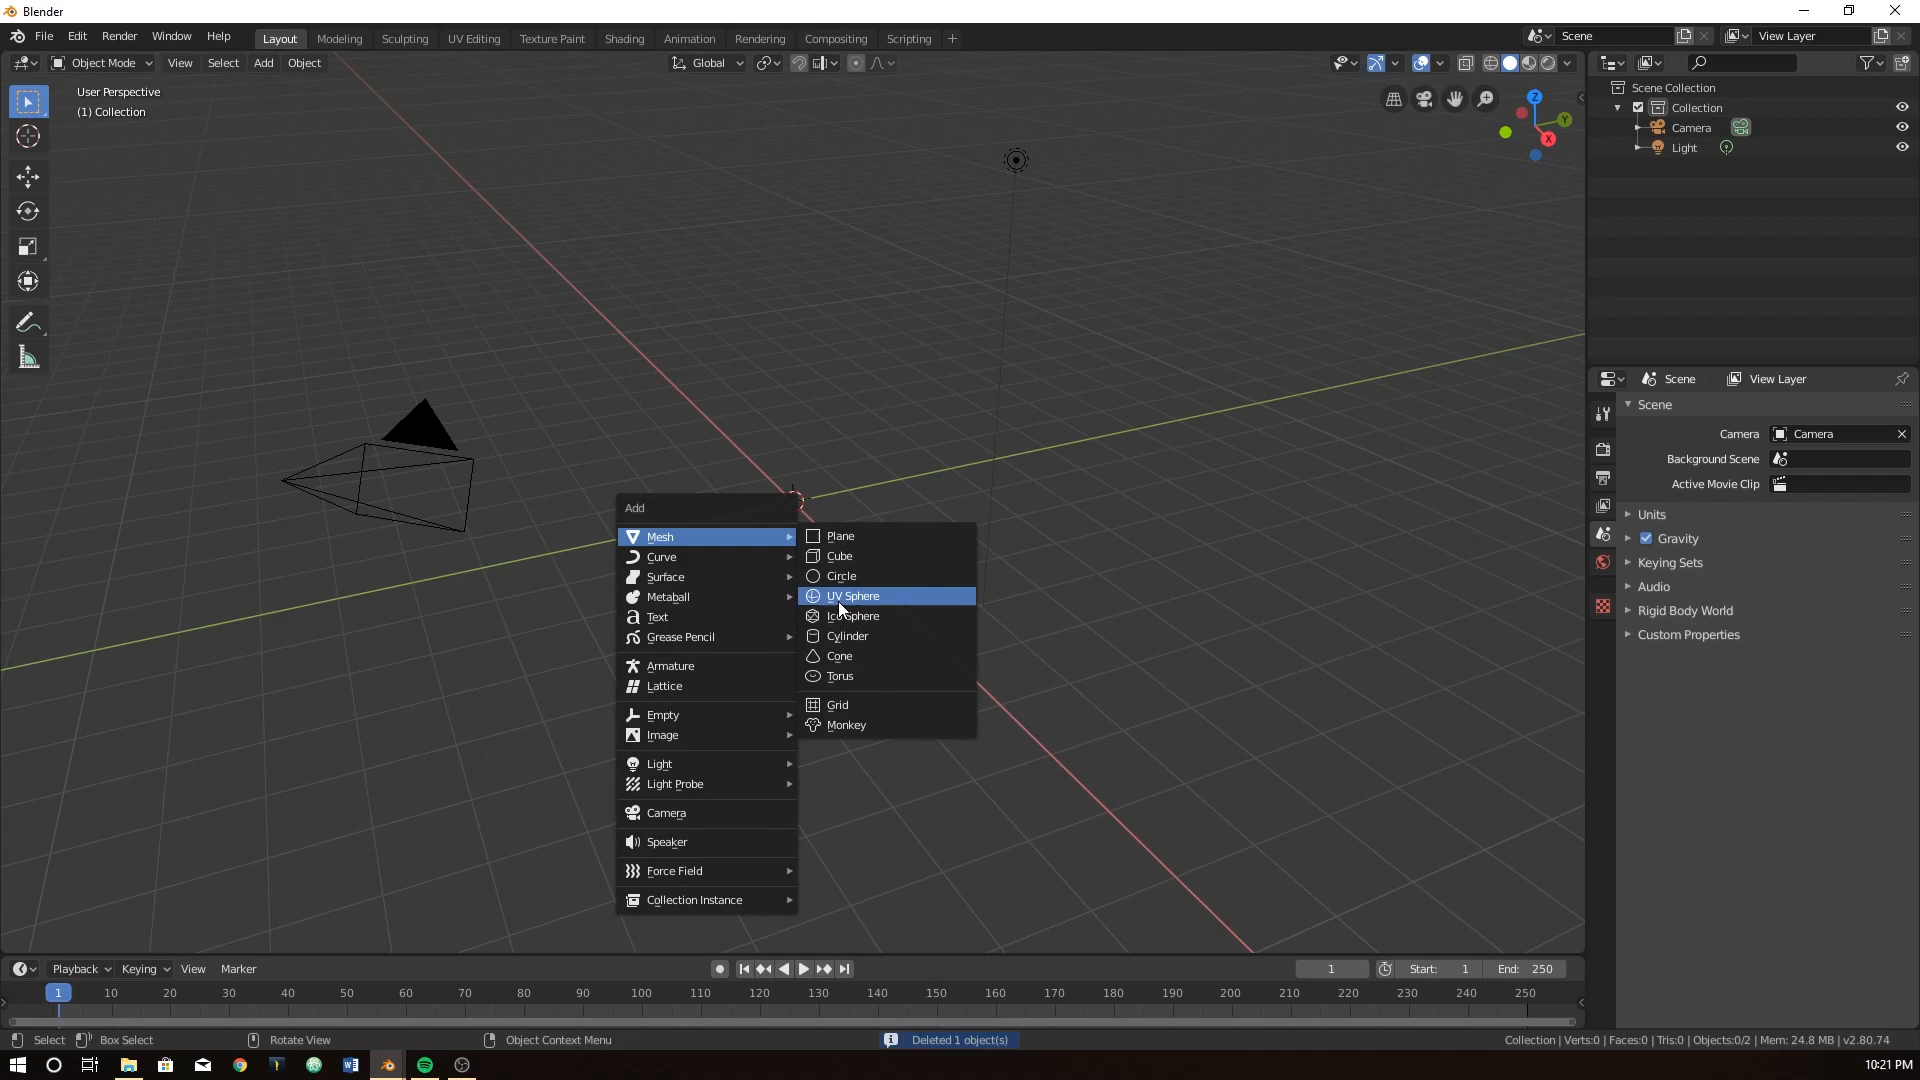 Blender
File Edit Render Window Help
Layout Modeling Sculpting UV Editing Texture Paint Shading Animation Rendering Compositing Scripting +
Scene
View Layer
Object Mode View Select Add Object
Global
User Perspective
(1) Collection
Z
Y
X
Scene Collection
Collection
Camera
Light
Scene View Layer
Scene
Camera Camera
Background Scene
Active Movie Clip
Units
Gravity
Keying Sets
Audio
Rigid Body World
Custom Properties
Add
Mesh
Curve
Surface
Metaball
Text
Grease Pencil
Armature
Lattice
Empty
Image
Light
Light Probe
Camera
Speaker
Force Field
Collection Instance
Plane
Cube
Circle
UV Sphere
Ico Sphere
Cylinder
Cone
Torus
Grid
Monkey
Playback Keying View Marker
1
Start: 1
End: 250
1 10 20 30 40 50 60 70 80 90 100 110 120 130 140 150 160 170 180 190 200 210 220 230 240 250
Select Box Select Rotate View Object Context Menu
Deleted 1 object(s)
Collection | Verts:0 | Faces:0 | Tris:0 | Objects:0/2 | Mem: 24.8 MB | v2.80.74
10:21 PM